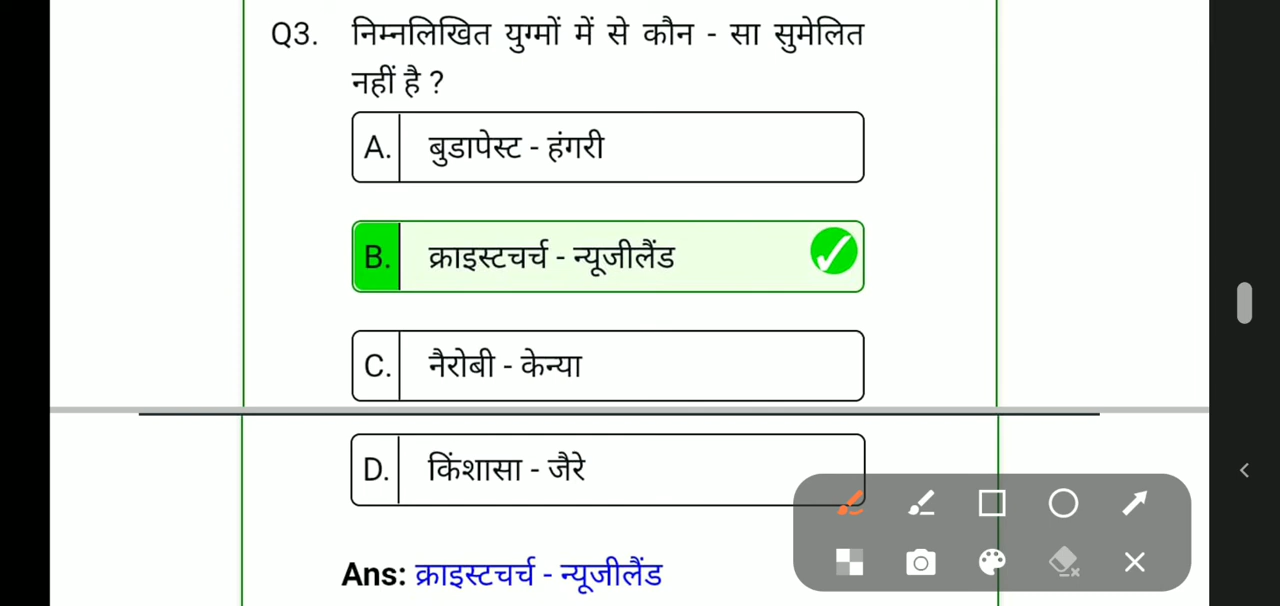 Q3. निम्नलिखित युग्मों में से कौन - सा सुमेलित
नहीं है ?
A. बुडापेस्ट - हंगरी
B. क्राइस्टचर्च - न्यूजीलैंड
C. नैरोबी - केन्या
D. किंशासा - जैरे
Ans: क्राइस्टचर्च - न्यूजीलैंड